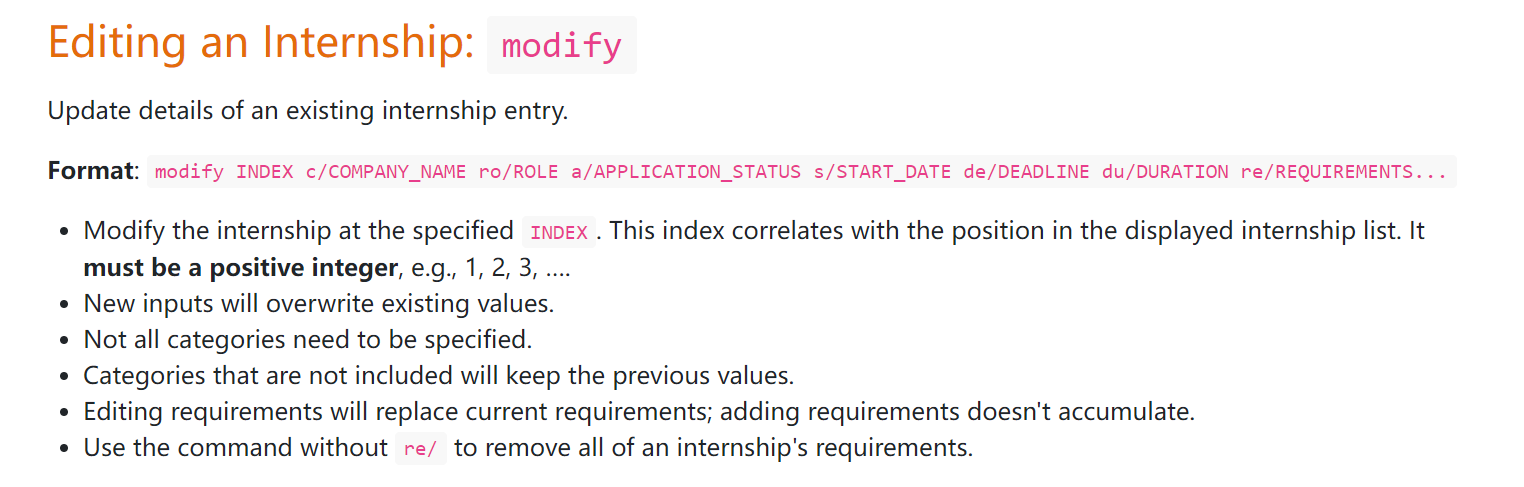 Editing an Internship: modify
Update details of an existing internship entry.
Format: modify INDEX c/COMPANY_NAME ro/ROLE a/APPLICATION_STATUS s/START_DATE de/DEADLINE du/DURATION re/REQUIREMENTS...
• Modify the internship at the specified INDEX. This index correlates with the position in the displayed internship list. It
must be a positive integer, e.g., 1, 2, 3, ….
• New inputs will overwrite existing values.
• Not all categories need to be specified.
• Categories that are not included will keep the previous values.
• Editing requirements will replace current requirements; adding requirements doesn't accumulate.
• Use the command without re/ to remove all of an internship's requirements.